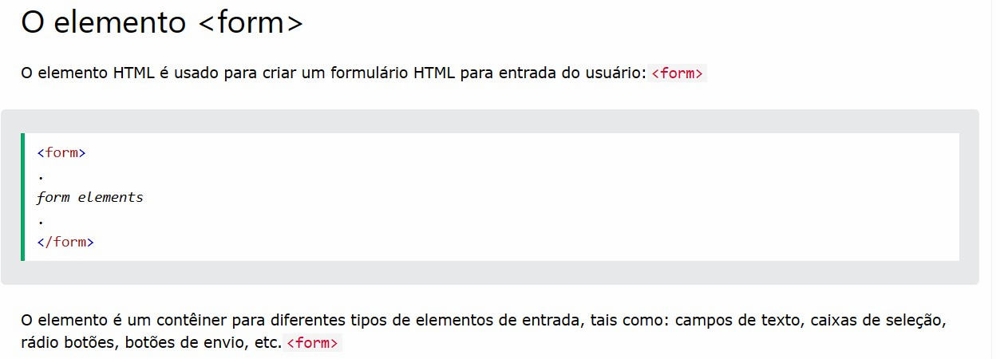 O elemento <form>
O elemento HTML é usado para criar um formulário HTML para entrada do usuário: <form>
<form>
.
form elements
.
</form>
O elemento é um contêiner para diferentes tipos de elementos de entrada, tais como: campos de texto, caixas de seleção,
rádio botões, botões de envio, etc. <form>